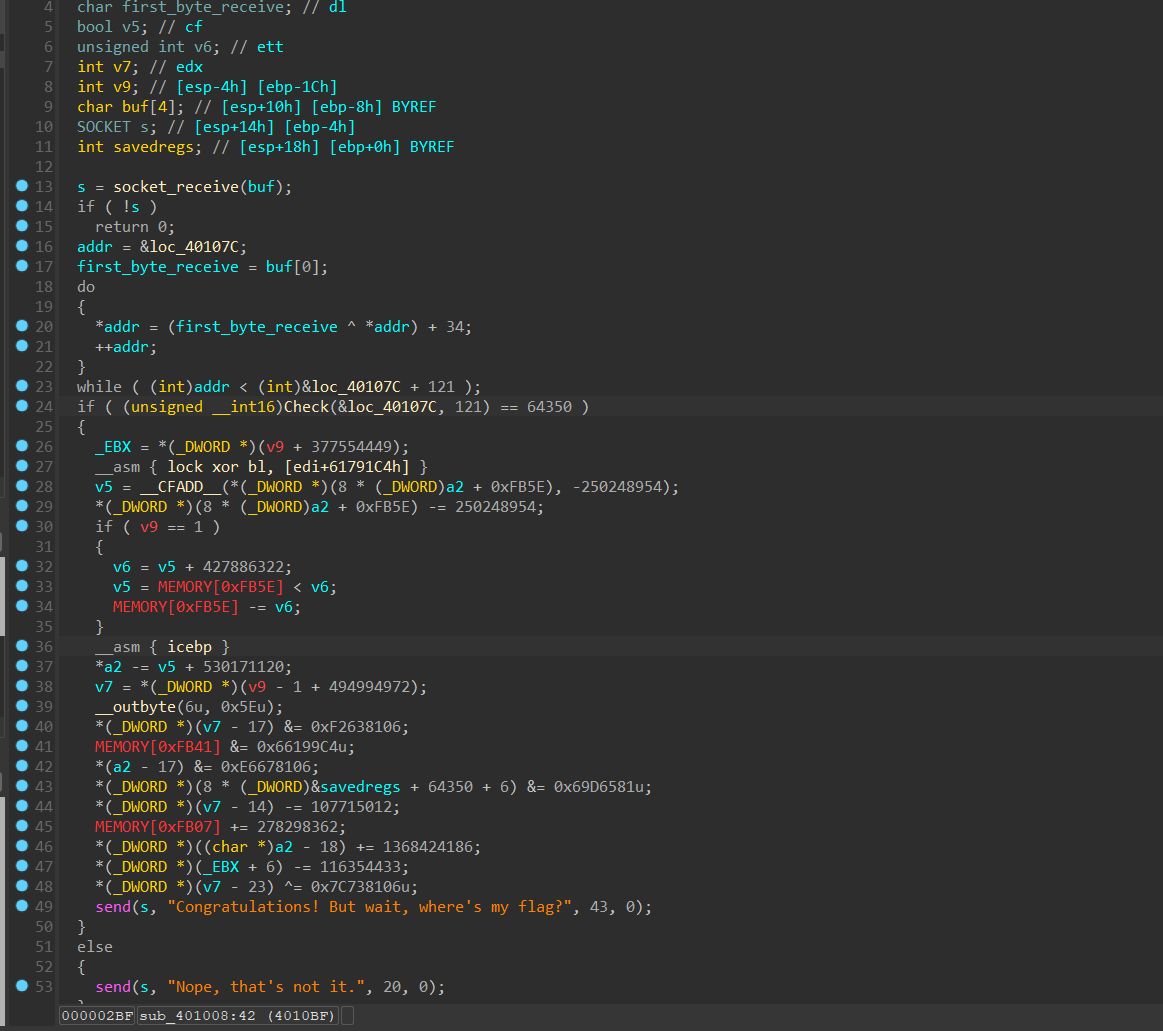 4 char first_byte_receive; // dl
5 bool v5; // cf
6 unsigned int v6; // ett
7 int v7; // edx
8 int v9; // [esp-4h] [ebp-1Ch]
9 char buf[4]; // [esp+10h] [ebp-8h] BYREF
10 SOCKET s; // [esp+14h] [ebp-4h]
11 int savedregs; // [esp+18h] [ebp+0h] BYREF
12
13 s = socket_receive(buf);
14 if ( !s )
15 return 0;
16 addr = &loc_40107C;
17 first_byte_receive = buf[0];
18 do
19 {
20 *addr = (first_byte_receive ^ *addr) + 34;
21 ++addr;
22 }
23 while ( (int)addr < (int)&loc_40107C + 121 );
24 if ( (unsigned __int16)Check(&loc_40107C, 121) == 64350 )
25 {
26 _EBX = *(_DWORD *)(v9 + 377554449);
27 __asm { lock xor bl, [edi+61791C4h] }
28 v5 = __CFADD__(*(_DWORD *)(8 * (_DWORD)a2 + 0xFB5E), -250248954);
29 *(_DWORD *)(8 * (_DWORD)a2 + 0xFB5E) -= 250248954;
30 if ( v9 == 1 )
31 {
32 v6 = v5 + 427886322;
33 v5 = MEMORY[0xFB5E] < v6;
34 MEMORY[0xFB5E] -= v6;
35 }
36 __asm { icebp }
37 *a2 -= v5 + 530171120;
38 v7 = *(_DWORD *)(v9 - 1 + 494994972);
39 __outbyte(6u, 0x5Eu);
40 *(_DWORD *)(v7 - 17) &= 0xF2638106;
41 MEMORY[0xFB41] &= 0x66199C4u;
42 *(a2 - 17) &= 0xE6678106;
43 *(_DWORD *)(8 * (_DWORD)&savedregs + 64350 + 6) &= 0x69D6581u;
44 *(_DWORD *)(v7 - 14) -= 107715012;
45 MEMORY[0xFB07] += 278298362;
46 *(_DWORD *)((char *)a2 - 18) += 1368424186;
47 *(_DWORD *)(_EBX + 6) -= 116354433;
48 *(_DWORD *)(v7 - 23) ^= 0x7C738106u;
49 send(s, "Congratulations! But wait, where's my flag?", 43, 0);
50 }
51 else
52 {
53 send(s, "Nope, that's not it.", 20, 0);
000002BF sub_401008:42 (4010BF)